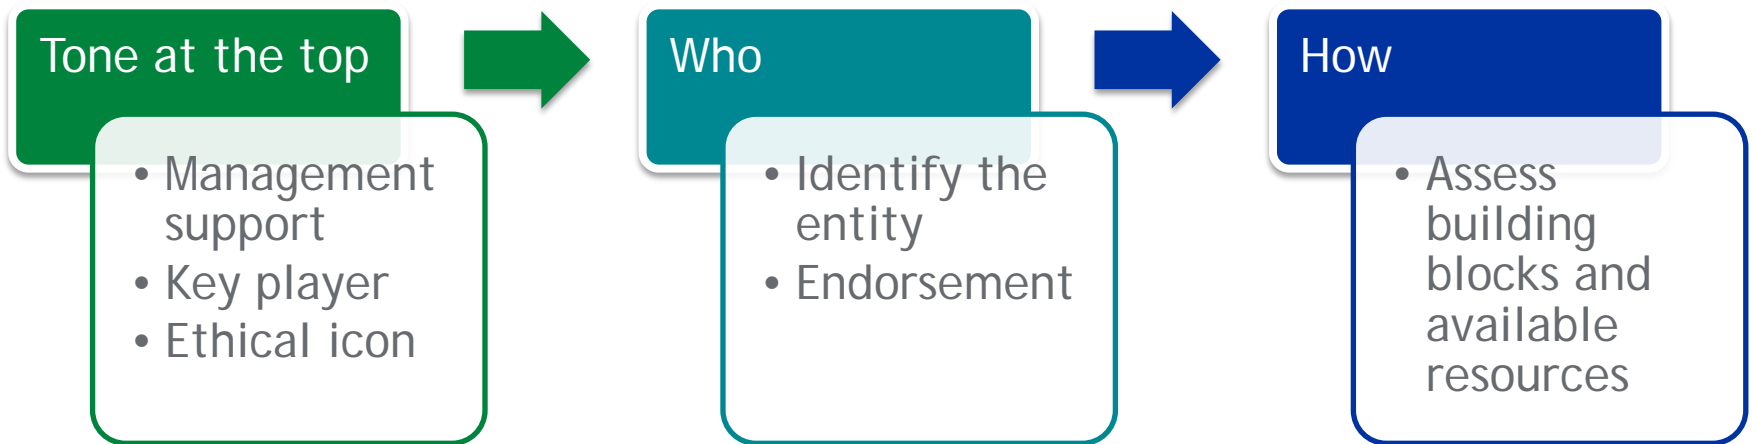 Tone at the top
• Management
support
• Key player
• Ethical icon
Who
• Identify the
entity
• Endorsement
How
• Assess
building
blocks and
available
resources